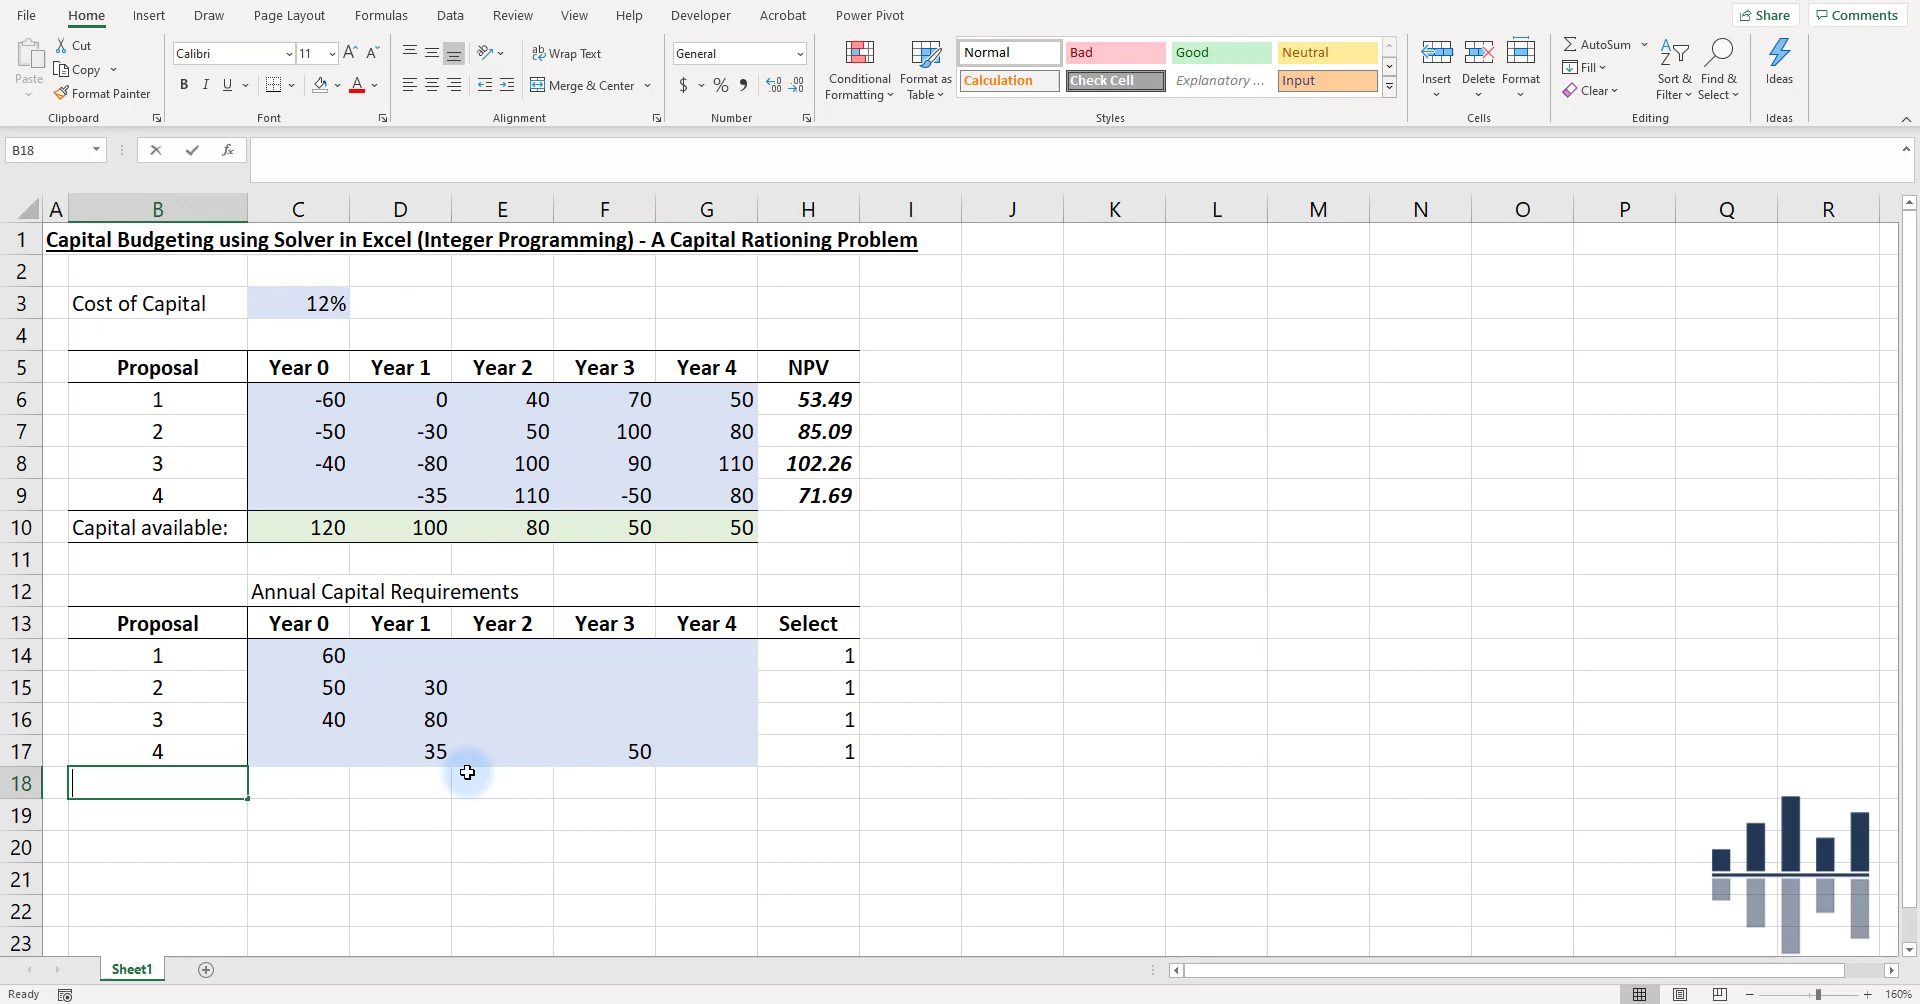 File Home Insert Draw Page Layout Formulas Data Review View Help Developer Acrobat Power Pivot Share Comments
Paste Cut Copy Format Painter Clipboard
Calibri 11 A A B I U A Font
Wrap Text Merge & Center Alignment
General $ % Number
Conditional Formatting Format as Table
Normal Bad Good Neutral
Calculation Check Cell Explanatory ... Input
Styles
Insert Delete Format Cells
AutoSum Fill Clear Sort & Filter Find & Select Editing
Ideas Ideas
B18 fx
A B C D E F G H I J K L M N O P Q R
1 Capital Budgeting using Solver in Excel (Integer Programming) - A Capital Rationing Problem
2
3 Cost of Capital 12%
4
5 Proposal Year 0 Year 1 Year 2 Year 3 Year 4 NPV
6 1 -60 0 40 70 50 53.49
7 2 -50 -30 50 100 80 85.09
8 3 -40 -80 100 90 110 102.26
9 4 -35 110 -50 80 71.69
10 Capital available: 120 100 80 50 50
11
12 Annual Capital Requirements
13 Proposal Year 0 Year 1 Year 2 Year 3 Year 4 Select
14 1 60 1
15 2 50 30 1
16 3 40 80 1
17 4 35 50 1
18
19
20
21
22
23
Sheet1
Ready 160%